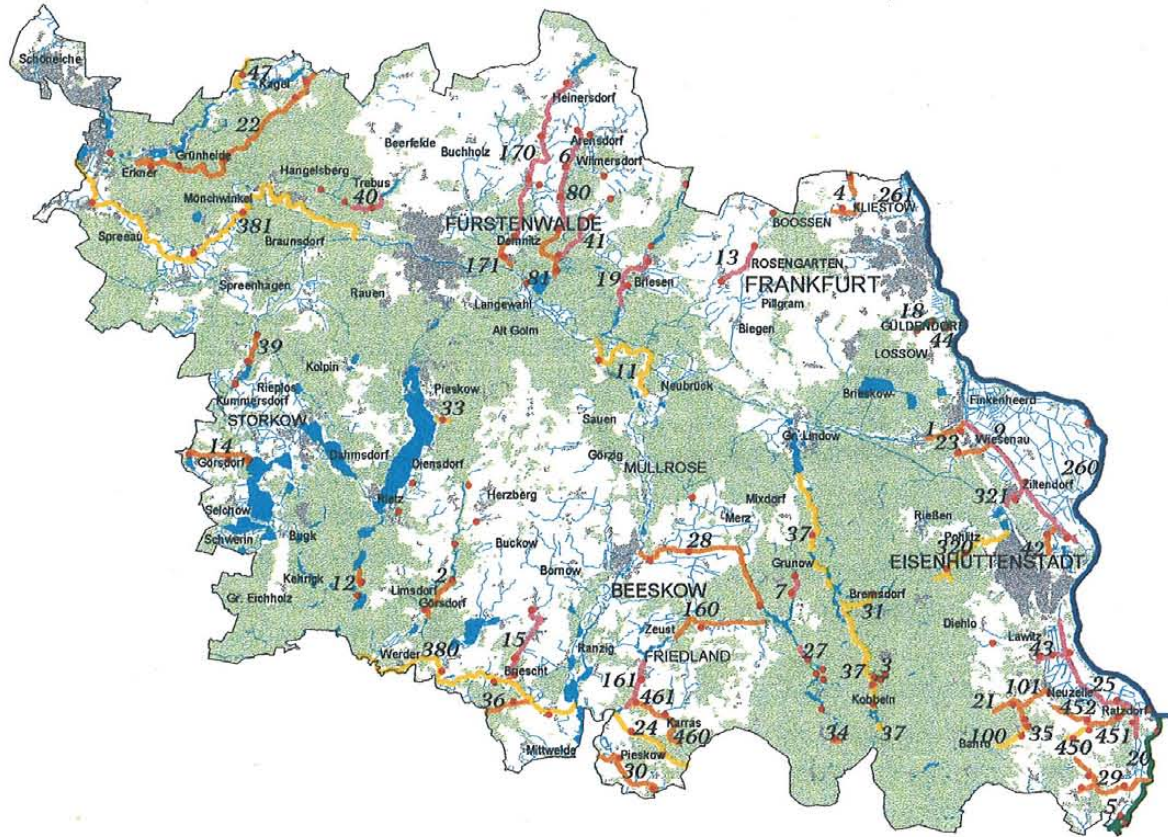 Schöneiche
47
Kagel
22
Heinersdorf
Grünheide
Erkner
Beerfelde
Buchholz
170
6
Arensdorf
Wilmersdorf
Hangelsberg
Trebus
40
80
Mönchwinkel
381
4
261
KLIESTOW
BOOSSEN
FÜRSTENWALDE
Demnitz
41
Spreeau
Braunsdorf
171
81
19
Briesen
13
ROSENGARTEN
FRANKFURT
Spreenhagen
Rauen
Langewahl
Pillgram
Alt Golm
Biegen
18
GÜLDENDORF
44
LOSSOW
39
Kolpin
Rieplos
Kummersdorf
Pieskow
33
11
Neubrück
Brieskow
Finkenheerd
STORKOW
Sauen
Gr. Lindow
1
23
9
Wiesenau
14
Görsdorf
Dahmsdorf
Görzig
MÜLLROSE
260
Diensdorf
Ziltendorf
Rietz
Herzberg
Mixdorf
321
Selchow
Merz
Rießen
Schwerin
Bugk
Buckow
28
37
Pohlitz
320
42
EISENHÜTTENSTADT
Kehrigk
12
Limsdorf
2
Bornow
Grunow
7
Gr. Eichholz
Görsdorf
BEESKOW
Bremsdorf
31
160
Zeust
Diehlo
15
Ranzig
Lawitz
43
Werder
380
FRIEDLAND
27
Briescht
161
37
3
101
Neuzelle
25
36
461
Kobbeln
21
452
Ratzdorf
24
Karras
460
37
35
451
Mittwelde
34
100
Bahro
450
20
Pieskow
30
29
5